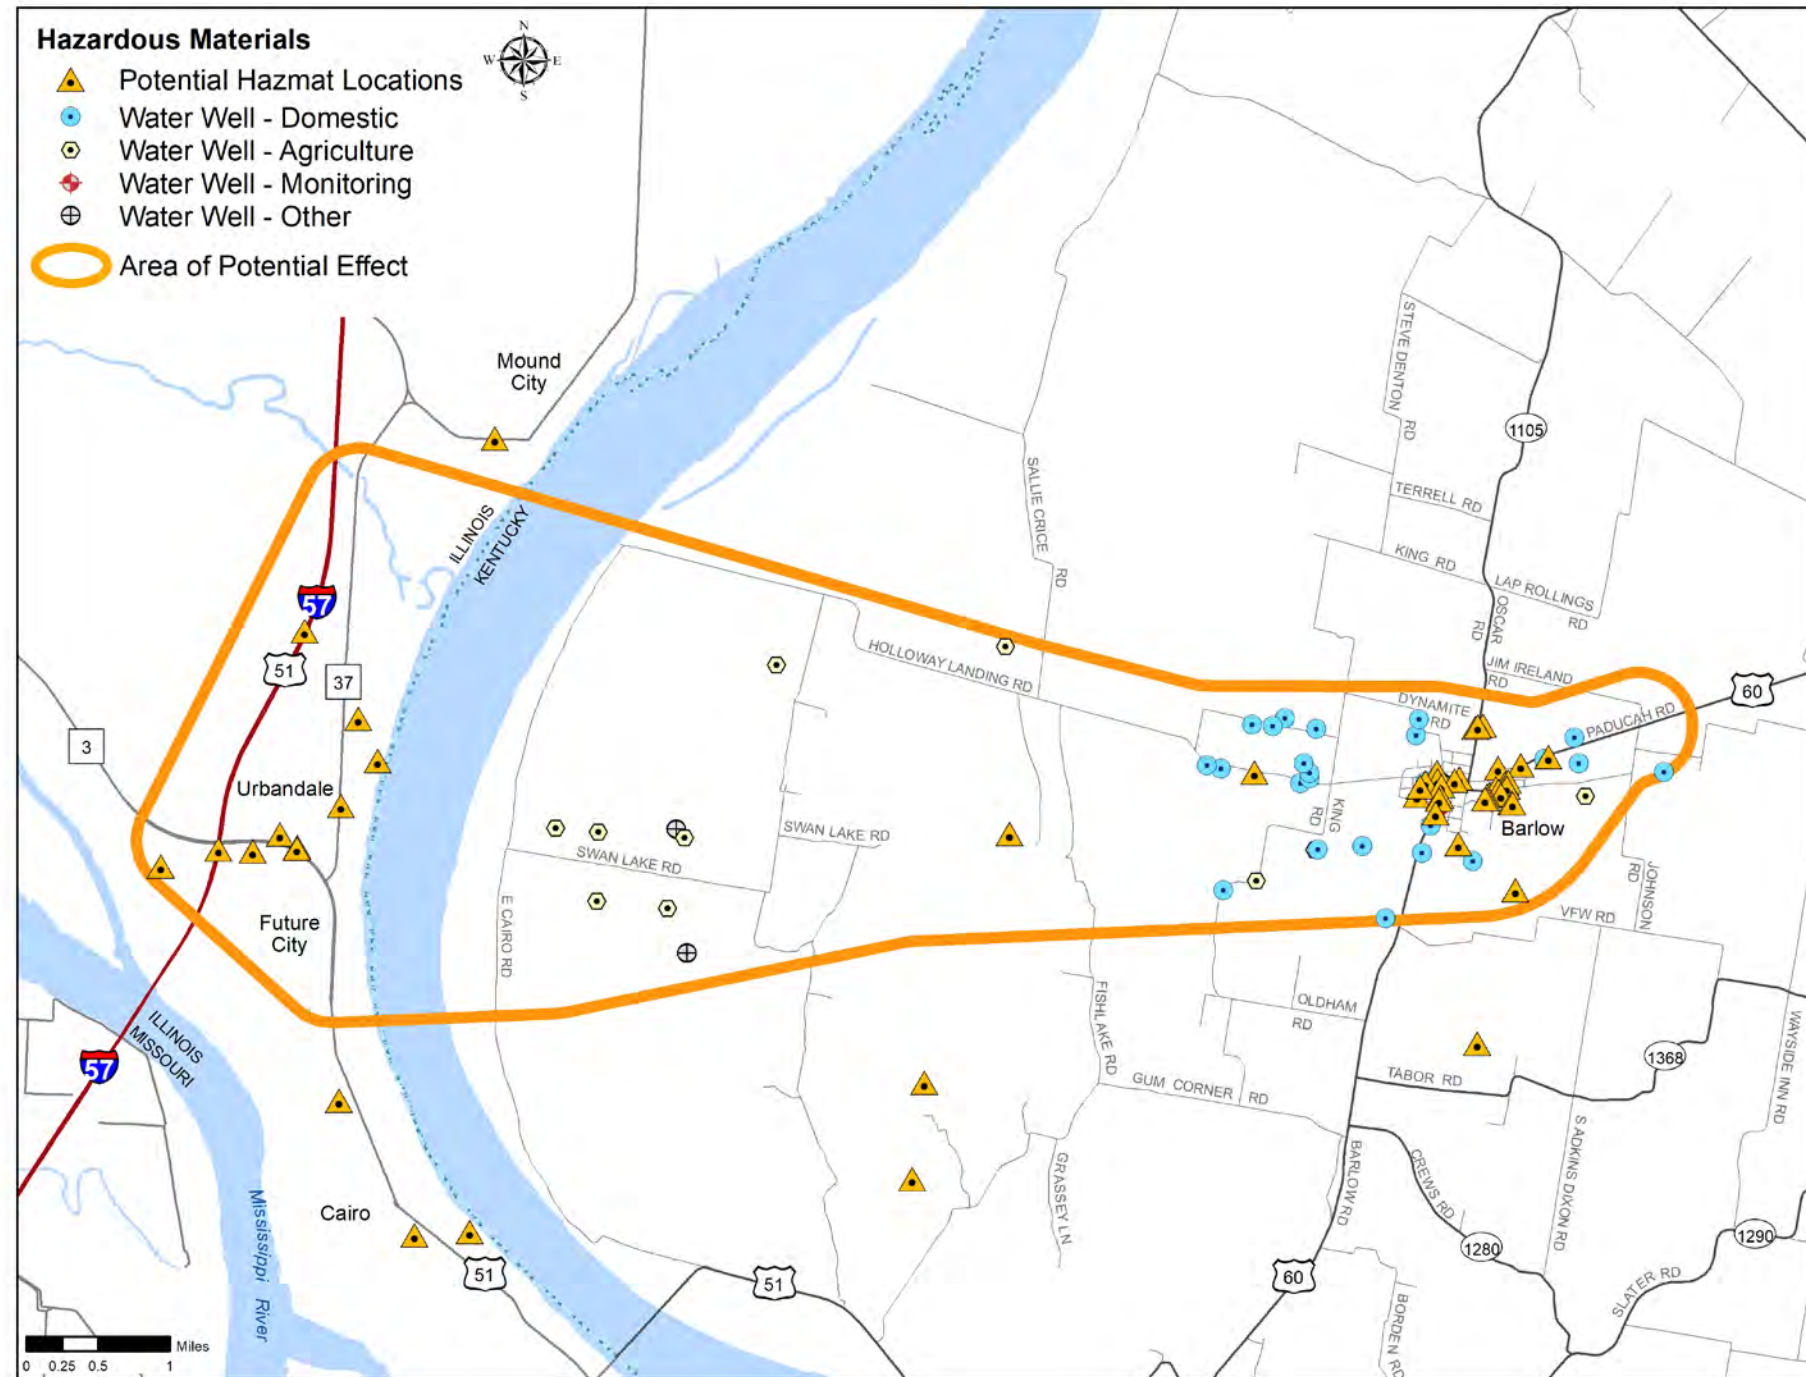 Hazardous Materials
Potential Hazmat Locations
Water Well - Domestic
Water Well - Agriculture
Water Well - Monitoring
Water Well - Other
Area of Potential Effect
N
W
E
S
Mound
City
ILLINOIS
KENTUCKY
STEVE DENTON
RD
1105
SALLIE CRICE
RD
TERRELL RD
KING RD
LAP ROLLINGS
RD
OSCAR
RD
57
51
37
3
HOLLOWAY LANDING RD
JIM IRELAND
RD
DYNAMITE
RD
PADUCAH RD
60
Urbandale
SWAN LAKE RD
SWAN LAKE RD
KING
RD
Barlow
JOHNSON
RD
VFW RD
Future
City
E CAIRO RD
FISHLAKE RD
OLDHAM
RD
ILLINOIS
MISSOURI
57
GUM CORNER RD
TABOR RD
1368
WAYSIDE INN RD
S ADKINS DIXON RD
GRASSEY LN
BARLOW RD
CREWS RD
Cairo
Mississippi River
51
51
60
1280
1290
SLATER RD
BORDEN RD
Miles
0 0.25 0.5 1